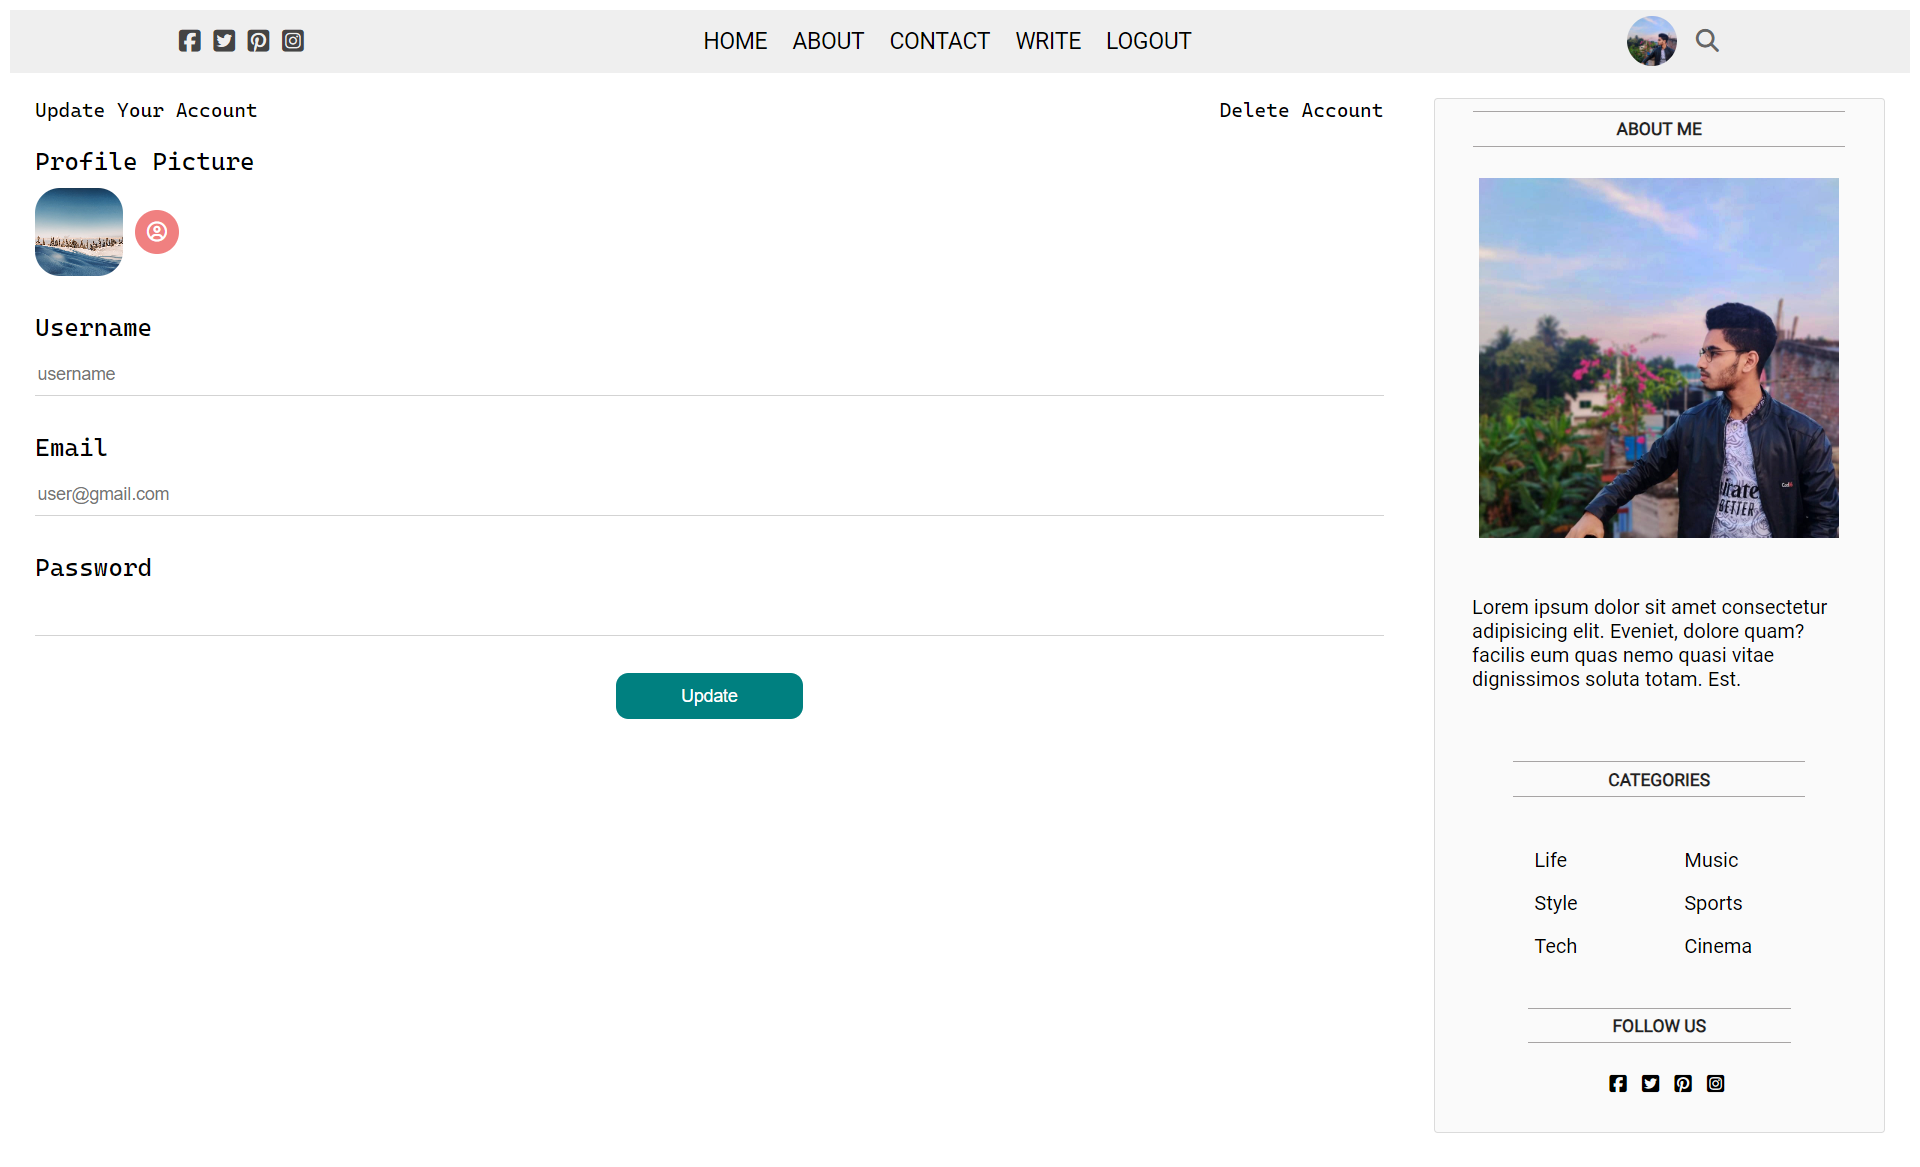 HOME ABOUT CONTACT WRITE LOGOUT
Update Your Account
Delete Account
Profile Picture
Username
username
Email
user@gmail.com
Password
Update
ABOUT ME
BETTER
Lorem ipsum dolor sit amet consectetur
adipisicing elit. Eveniet, dolore quam?
facilis eum quas nemo quasi vitae
dignissimos soluta totam. Est.
CATEGORIES
Life Music
Style Sports
Tech Cinema
FOLLOW US